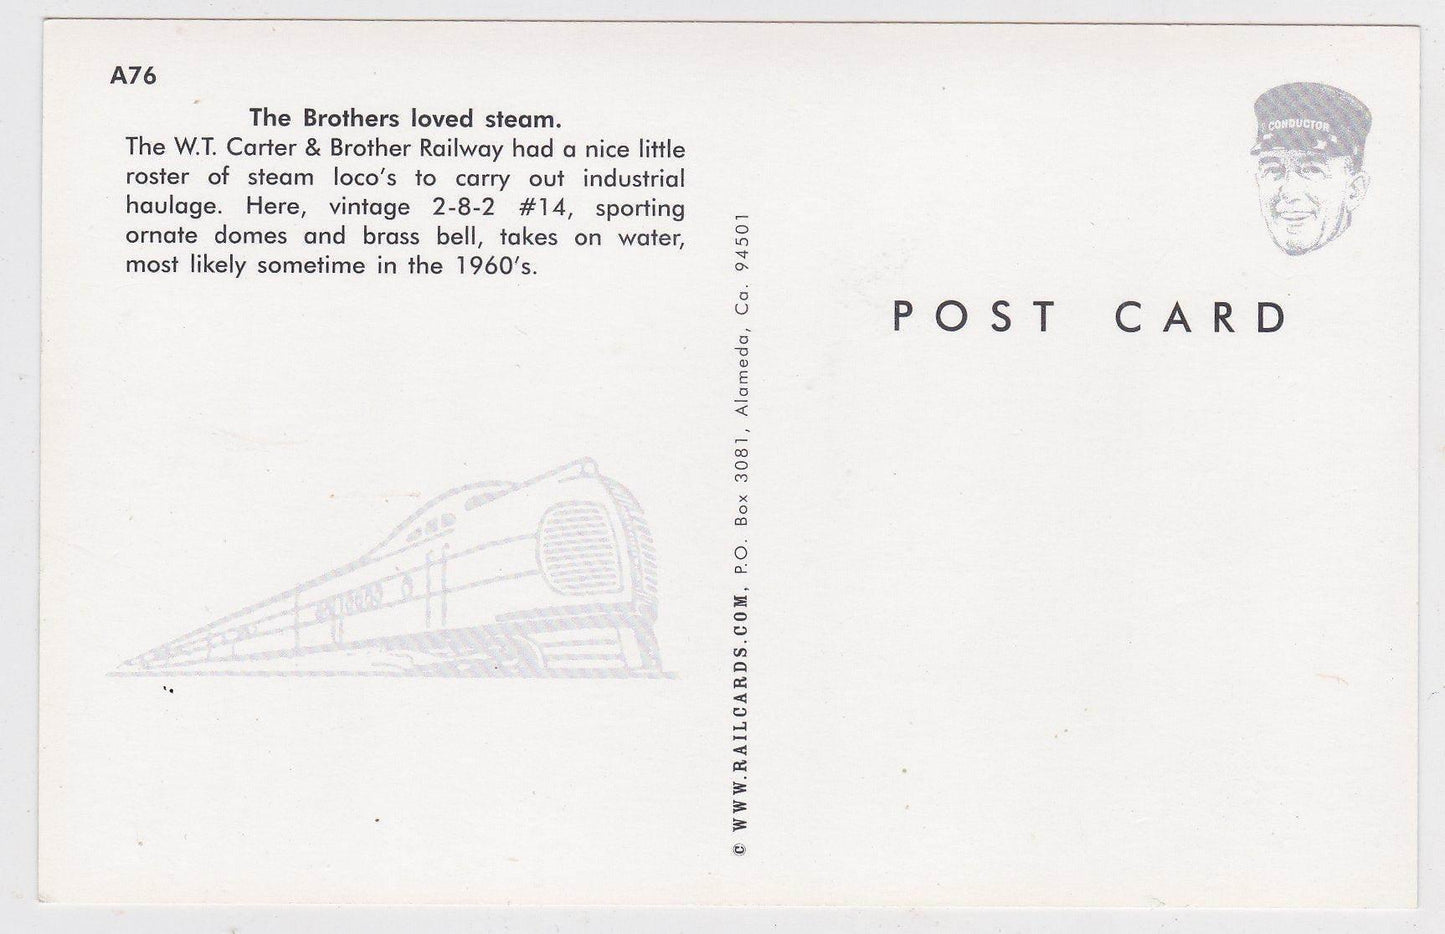 A76
The Brothers loved steam.
The W.T. Carter & Brother Railway had a nice little
roster of steam loco's to carry out industrial
haulage. Here, vintage 2-8-2 #14, sporting
ornate domes and brass bell, takes on water,
most likely sometime in the 1960's.
© WWW.RAILCARDS.COM, P.O. Box 3081, Alameda, Ca. 94501
CONDUCTOR
POST CARD